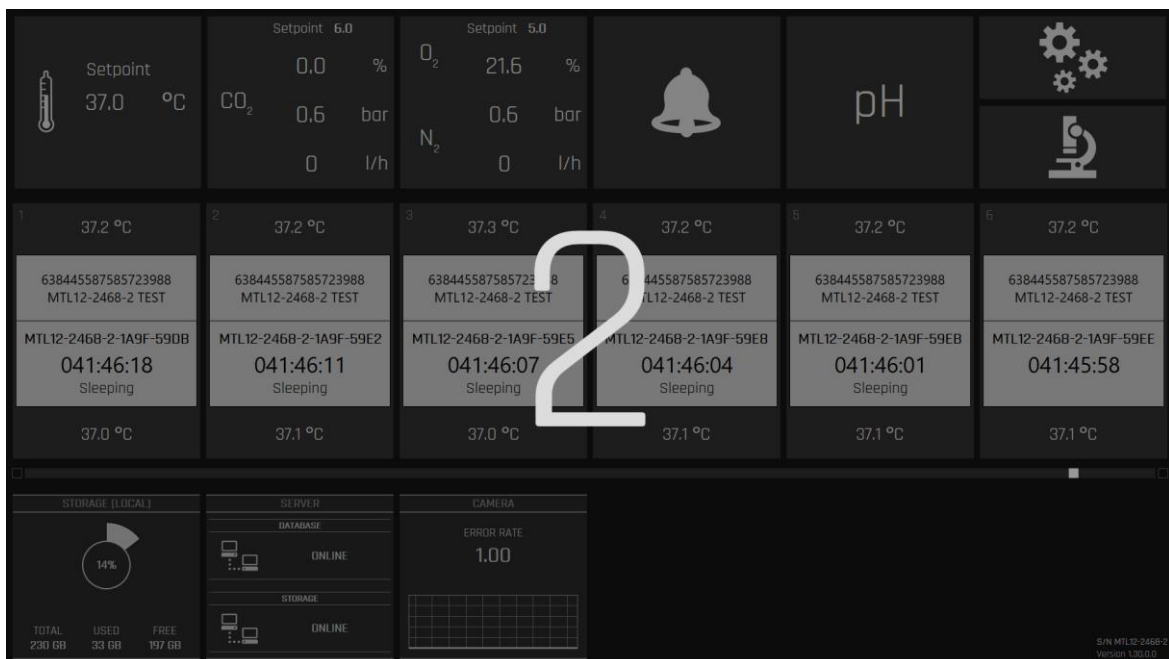 Setpoint
37.0 °C
Setpoint 6.0
CO2
0.0 %
0.6 bar
0 l/h
Setpoint 5.0
O2 21.6 %
0.6 bar
N2
0 l/h
pH
1
37.2 °C
638445587585723988
MTL12-2468-2 TEST
MTL12-2468-2-1A9F-59DB
041:46:18
Sleeping
37.0 °C
2
37.2 °C
638445587585723988
MTL12-2468-2 TEST
MTL12-2468-2-1A9F-59E2
041:46:11
Sleeping
37.1 °C
3
37.3 °C
MTL12-2468-2 TEST
MTL12-2468-2-1A9F-59E5
041:46:07
Sleeping
37.0 °C
2
4
37.2 °C
MTL12-2468-2-1A9F-59E8
041:46:04
Sleeping
37.1 °C
5
37.2 °C
638445587585723988
MTL12-2468-2 TEST
MTL12-2468-2-1A9F-59EB
041:46:01
Sleeping
37.1 °C
6
37.2 °C
638445587585723988
MTL12-2468-2 TEST
MTL12-2468-2-1A9F-59EE
041:45:58
37.1 °C
STORAGE (LOCAL)
14%
TOTAL USED FREE
230 GB 33 GB 197 GB
SERVER
DATABASE
ONLINE
STORAGE
ONLINE
CAMERA
ERROR RATE
1.00
S/N MTL12-2468-2
Version 1.30.0.0